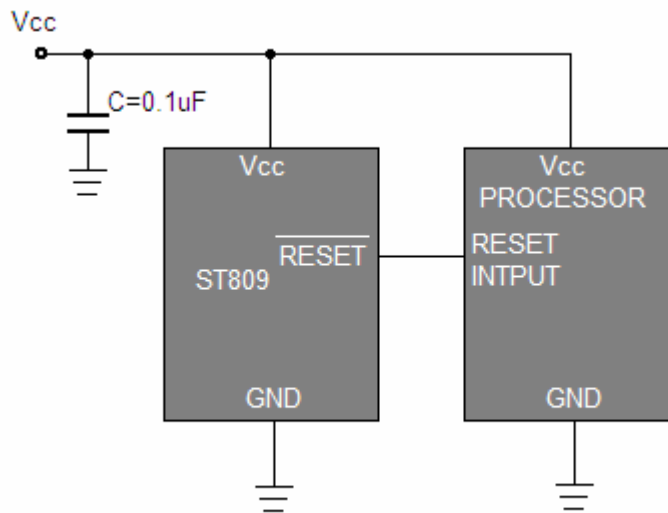 Vcc
C=0.1uF
Vcc
RESET
ST809
GND
Vcc
PROCESSOR
RESET
INTPUT
GND